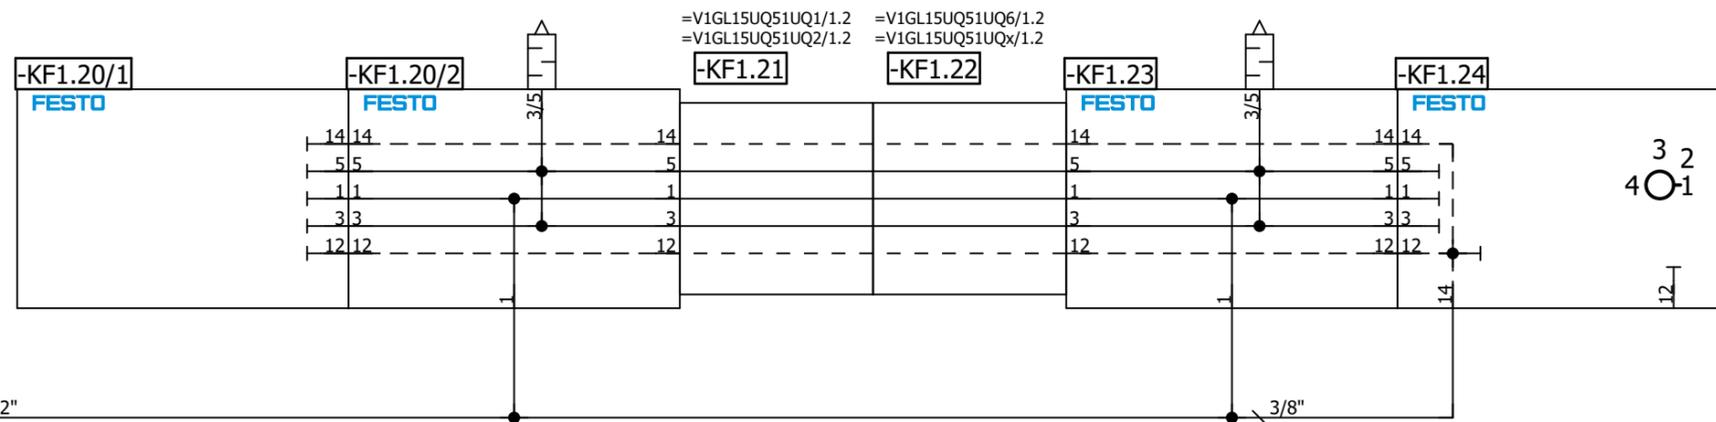 =V1GL15UQ51UQ1/1.2 =V1GL15UQ51UQ6/1.2
=V1GL15UQ51UQ2/1.2 =V1GL15UQ51UQx/1.2
-KF1.20/1 -KF1.20/2 -KF1.21 -KF1.22 -KF1.23 -KF1.24
FESTO FESTO FESTO FESTO
3/5 3/5
14 14 14 14 14 14
5 5 5 5 5 5
1 1 1 1 1 1
3 3 3 3 3 3
12 12 12 12 12 12
3
2
4 1
1 1 14 12
2" 3/8"